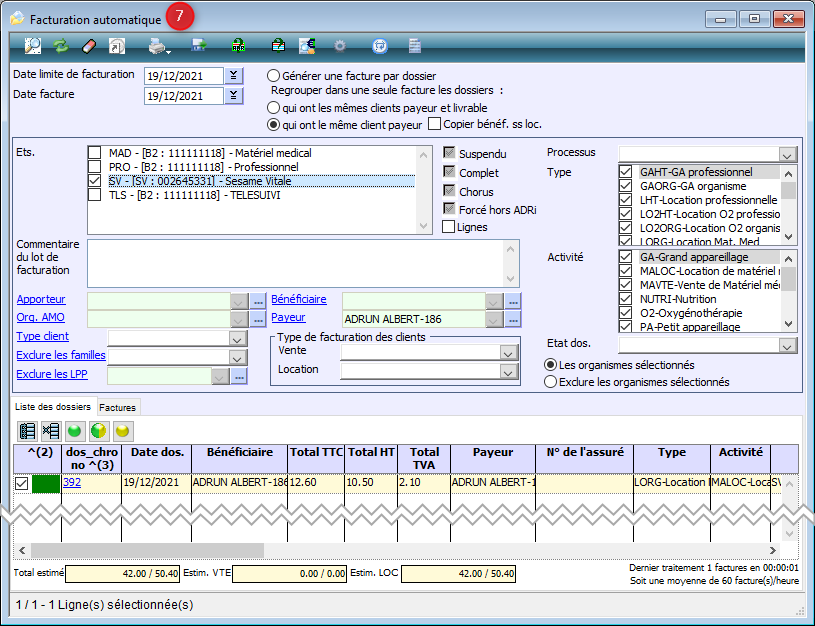 Facturation automatique 7
Date limite de facturation 19/12/2021
Date facture 19/12/2021
Générer une facture par dossier
Regrouper dans une seule facture les dossiers :
qui ont les mêmes clients payeur et livrable
qui ont le même client payeur Copier bénéf. ss loc.
Ets.
MAD - [B2 : 111111118] - Matériel medical
PRO - [B2 : 111111118] - Professionnel
SV - [SV : 002645331] - Sesame Vitale
TLS - [B2 : 111111118] - TELESUIVI
Suspendu
Complet
Chorus
Forcé hors ADRi
Lignes
Processus
Type
GAHT-GA professionnel
GAORG-GA organisme
LHT-Location professionnelle
LO2HT-Location O2 professio
LO2ORG-Location O2 organis
LORG-Location Mat. Med
Commentaire
du lot de
facturation
Activité
GA-Grand appareillage
MALOC-Location de matériel
MAVTE-Vente de Matériel mé
NUTRI-Nutrition
O2-Oxygénothérapie
PA-Petit appareillage
Apporteur
Bénéficiaire
Org. AMO
Payeur ADRUN ALBERT-186
Type client
Exclure les familles
Exclure les LPP
Type de facturation des clients
Vente
Location
Etat dos.
Les organismes sélectionnés
Exclure les organismes sélectionnés
Liste des dossiers Factures
^(2) dos_chro no ^(3) Date dos. Bénéficiaire Total TTC Total HT Total TVA Payeur N° de l'assuré Type Activité
392 19/12/2021 ADRUN ALBERT-186 12.60 10.50 2.10 ADRUN ALBERT-1 LORG-Location MALOC-Loca SV
Total estimé 42.00 / 50.40 Estim. VTE 0.00 / 0.00 Estim. LOC 42.00 / 50.40
Dernier traitement 1 factures en 00:00:01
Soit une moyenne de 60 facture(s)/heure
1 / 1 - 1 Ligne(s) sélectionnée(s)